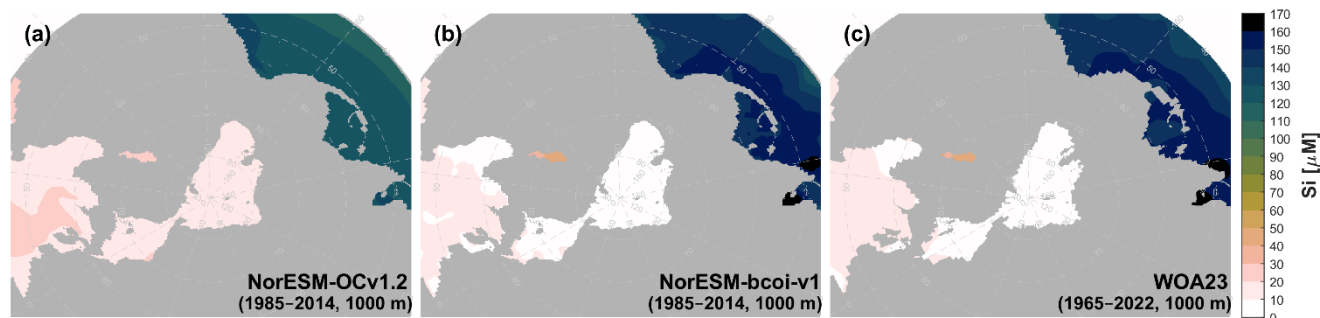 (a)
NorESM-OCv1.2
(1985−2014, 1000 m)
(b)
NorESM-bcoi-v1
(1985−2014, 1000 m)
(c)
WOA23
(1965−2022, 1000 m)
170
160
150
140
130
120
110
100
90
80
70
60
50
40
30
20
10
0
Si [μM]